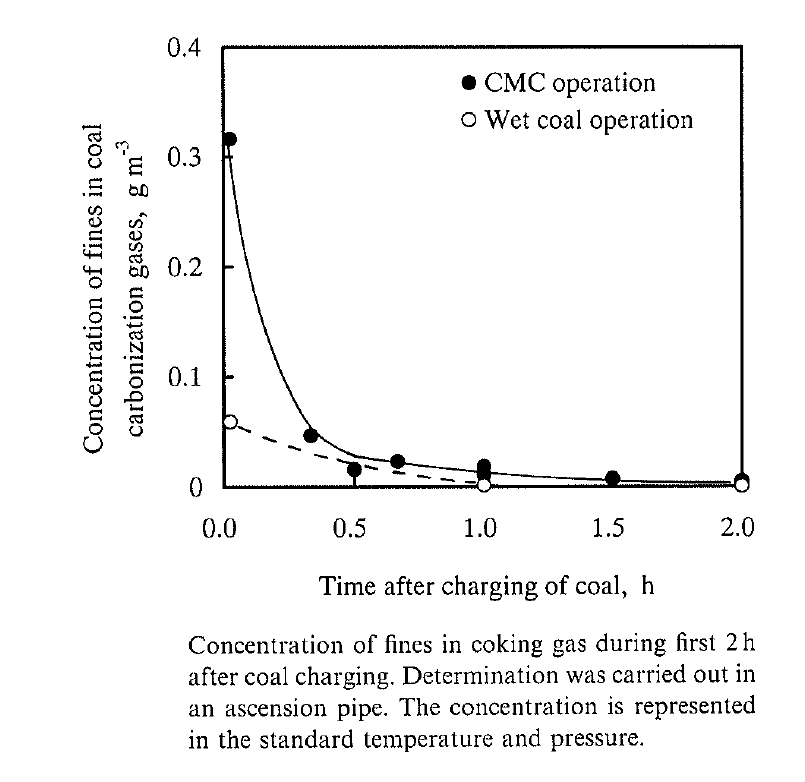 0.4
CMC operation
Wet coal operation
0.3
0.2
0.1
0
Concentration of fines in coal
carbonization gases, g m⁻³
0.0 0.5 1.0 1.5 2.0
Time after charging of coal, h
Concentration of fines in coking gas during first 2 h
after coal charging. Determination was carried out in
an ascension pipe. The concentration is represented
in the standard temperature and pressure.